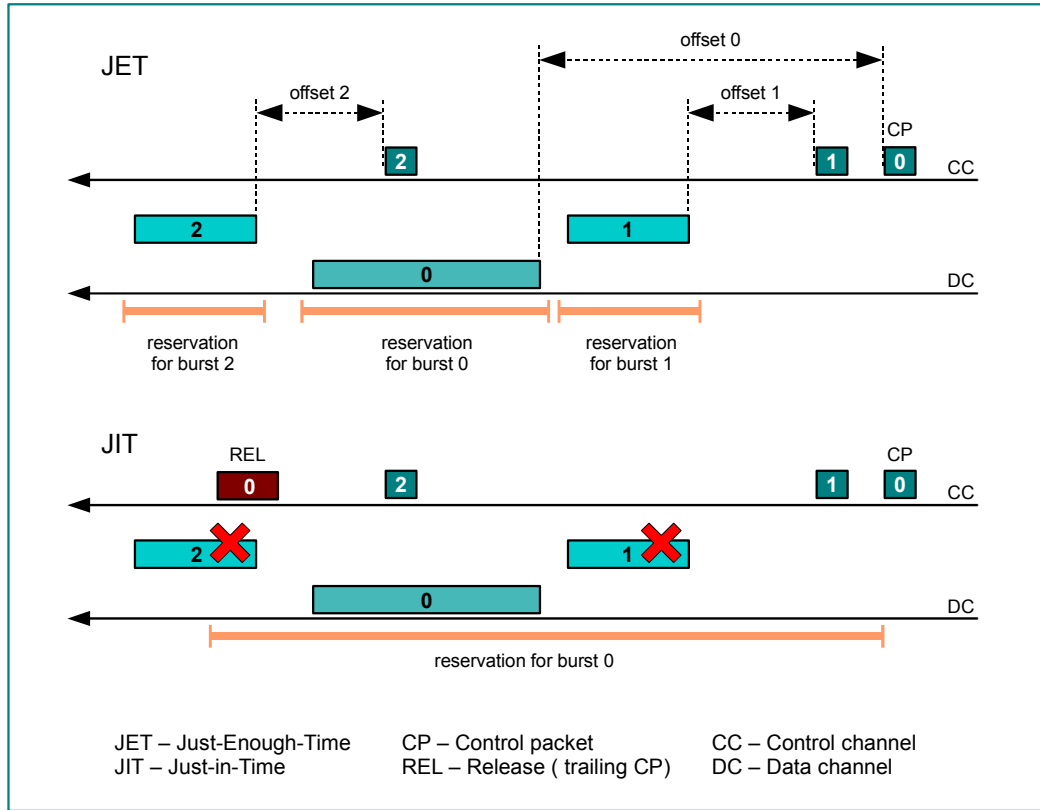 JET
offset 0
offset 2
offset 1
CP
2
1
0
CC
2
1
0
DC
reservation
for burst 2
reservation
for burst 0
reservation
for burst 1
JIT
REL
CP
0
2
1
0
CC
2
1
0
DC
reservation for burst 0
JET – Just-Enough-Time
CP – Control packet
CC – Control channel
JIT – Just-in-Time
REL – Release ( trailing CP)
DC – Data channel